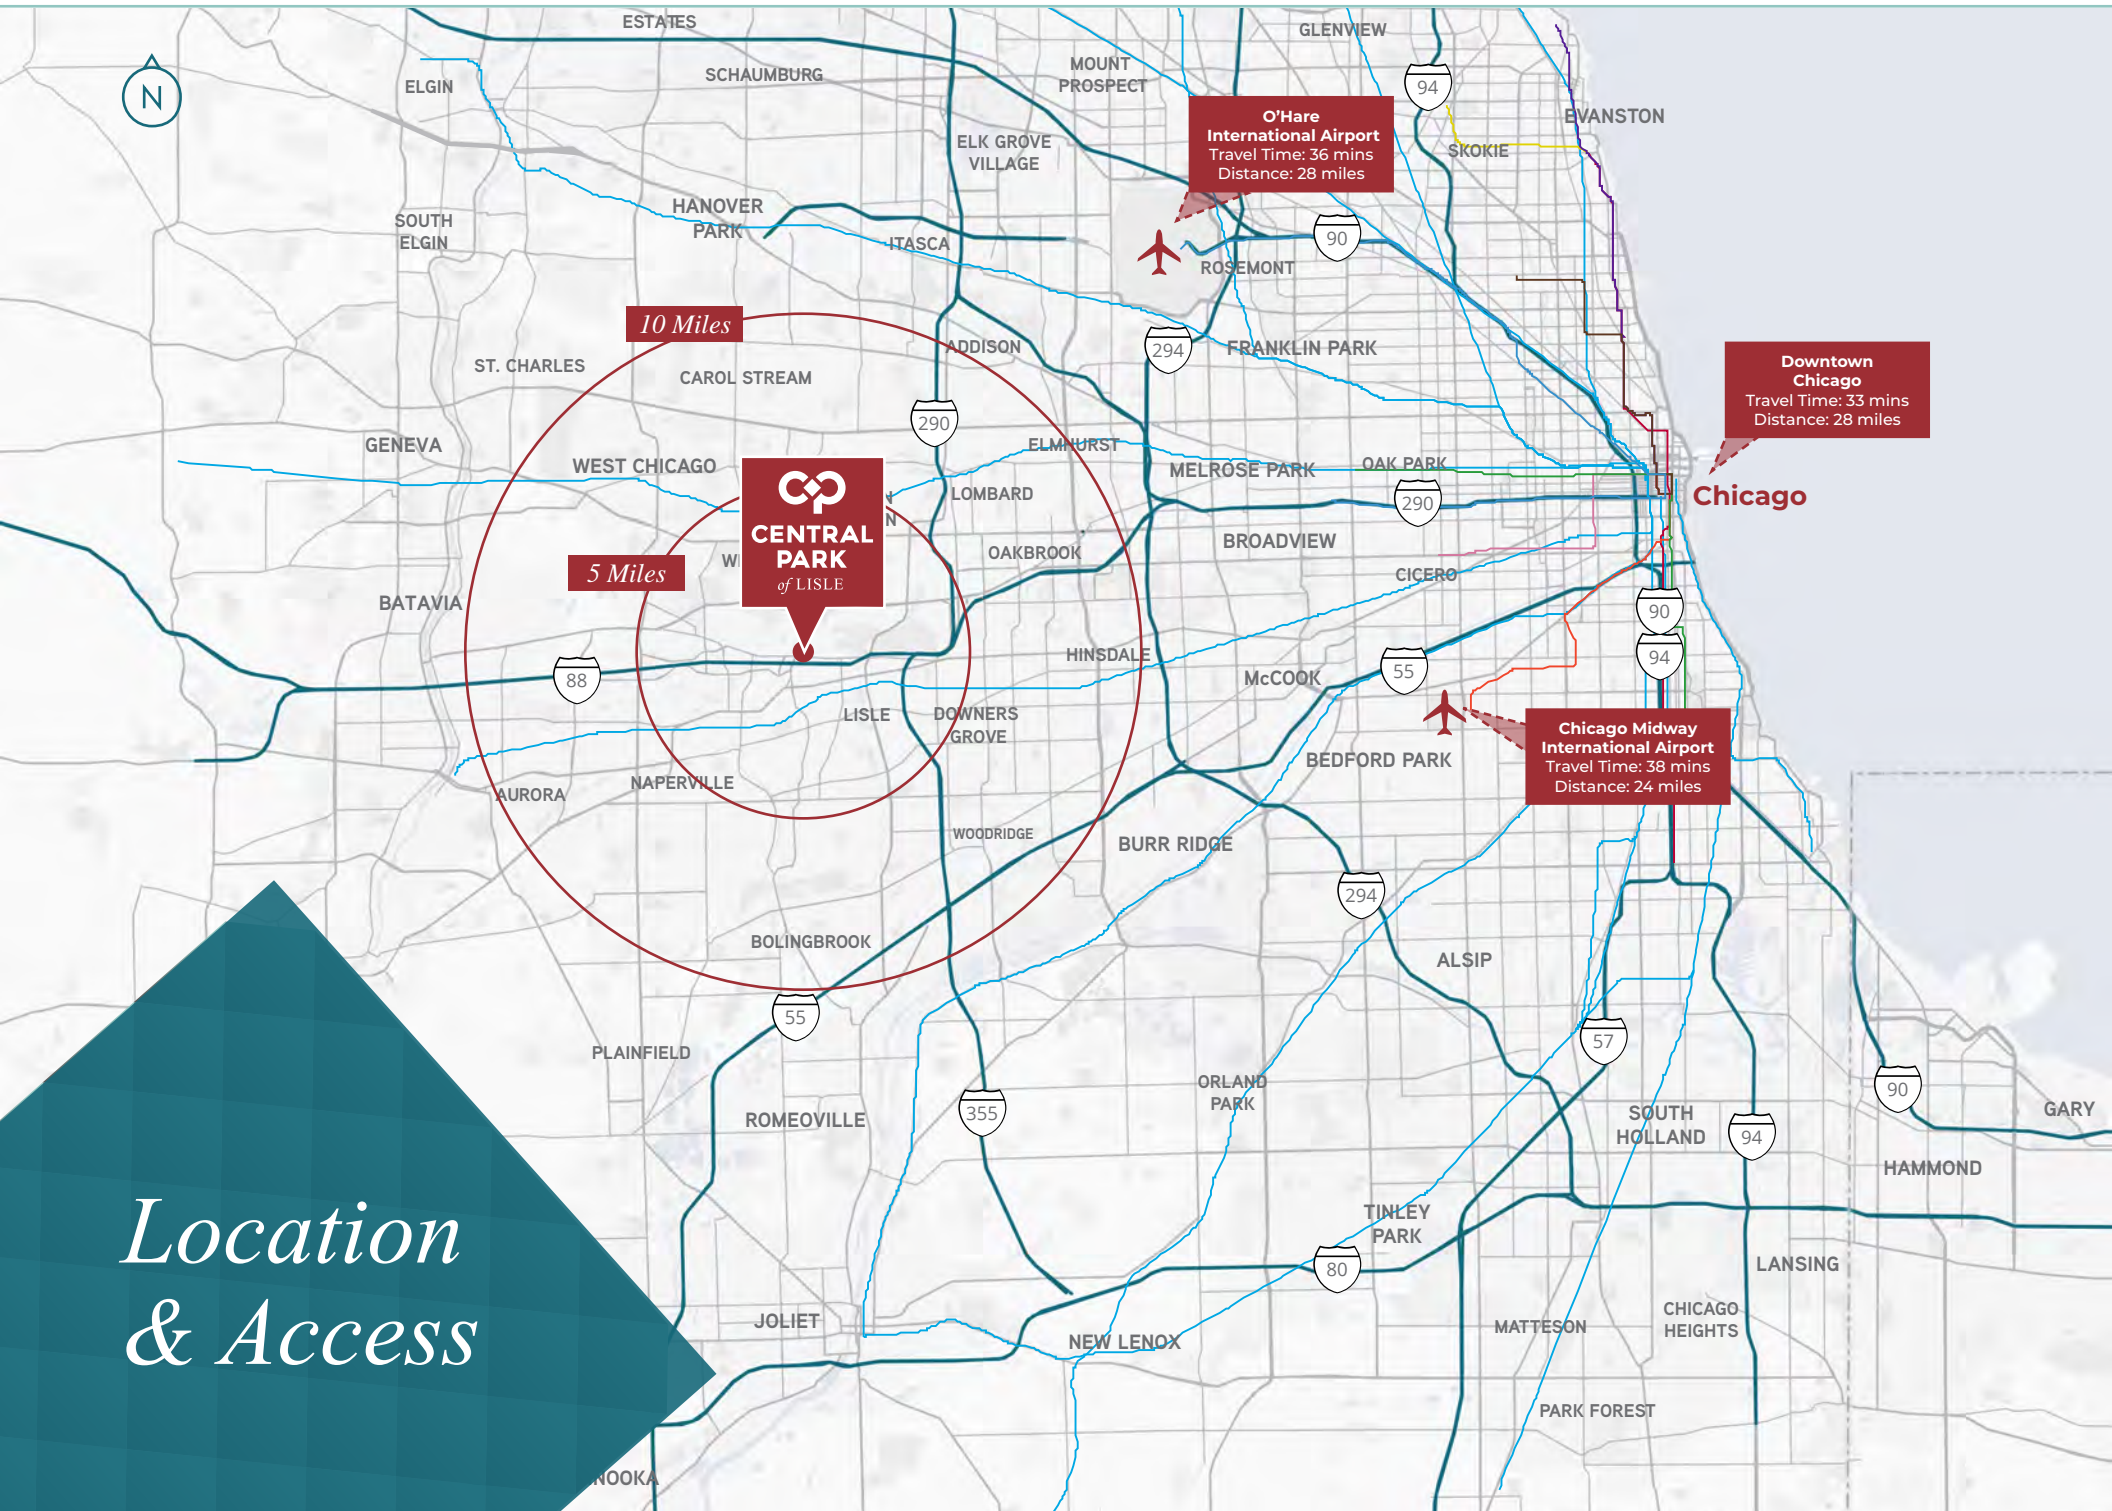 ESTATES
GLENVIEW
MOUNT
PROSPECT
SCHAUMBURG
ELGIN
94
N
EVANSTON
O'Hare
International Airport
Travel Time: 36 mins
Distance: 28 miles
ELK GROVE
VILLAGE
SKOKIE
HANOVER
PARK
SOUTH
ELGIN
ITASCA
90
ROSEMONT
10 Miles
ADDISON
294
FRANKLIN PARK
ST. CHARLES
CAROL STREAM
Downtown
Chicago
Travel Time: 33 mins
Distance: 28 miles
290
GENEVA
ELMHURST
WEST CHICAGO
MELROSE PARK
OAK PARK
LOMBARD
290
Chicago
CENTRAL
PARK
of LISLE
OAKBROOK
BROADVIEW
5 Miles
CICERO
BATAVIA
90
94
HINSDALE
McCOOK
55
88
LISLE
DOWNERS
GROVE
Chicago Midway
International Airport
Travel Time: 38 mins
Distance: 24 miles
BEDFORD PARK
NAPERVILLE
AURORA
WOODRIDGE
BURR RIDGE
294
BOLINGBROOK
ALSIP
55
57
PLAINFIELD
ORLAND
PARK
90
GARY
355
ROMEOVILLE
SOUTH
HOLLAND
94
HAMMOND
TINLEY
PARK
Location
& Access
80
LANSING
JOLIET
NEW LENOX
MATTESON
CHICAGO
HEIGHTS
PARK FOREST
NOOKA